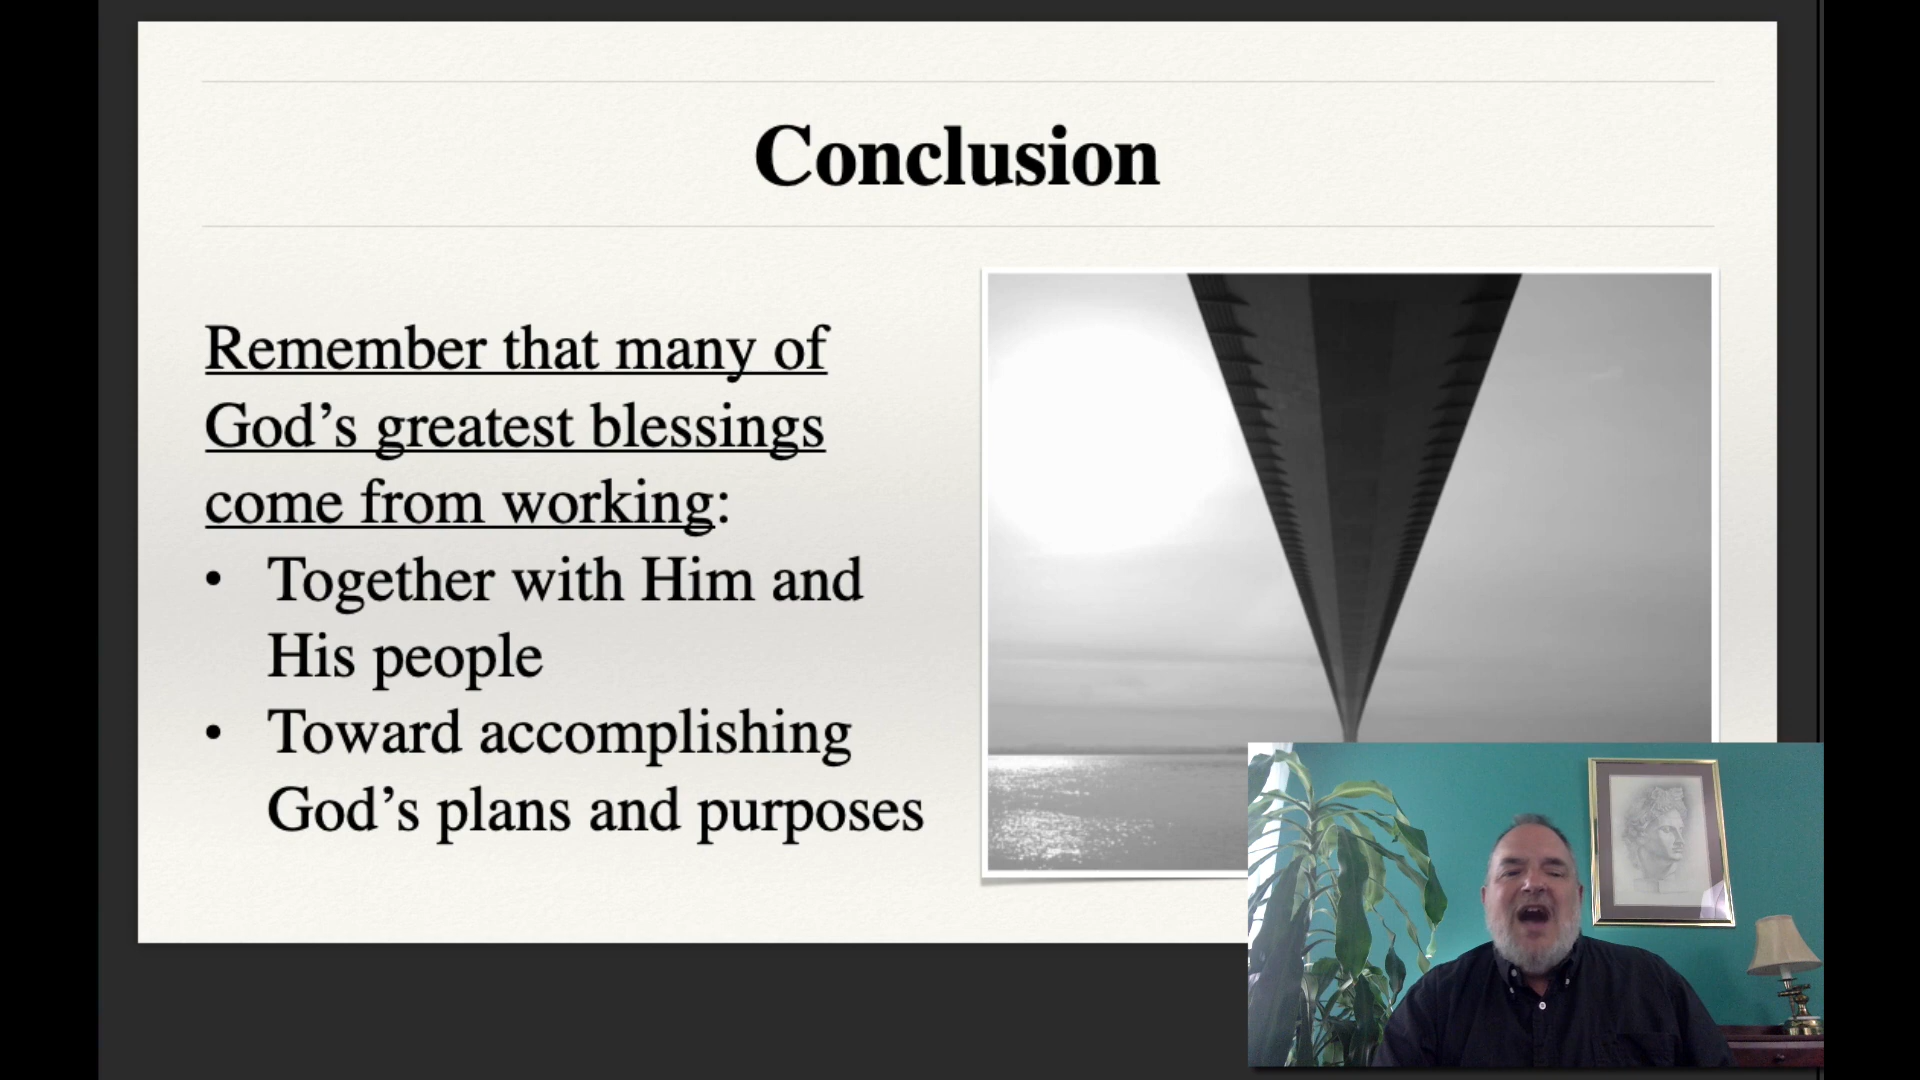 Conclusion
Remember that many of
God’s greatest blessings
come from working:
• Together with Him and
His people
• Toward accomplishing
God’s plans and purposes